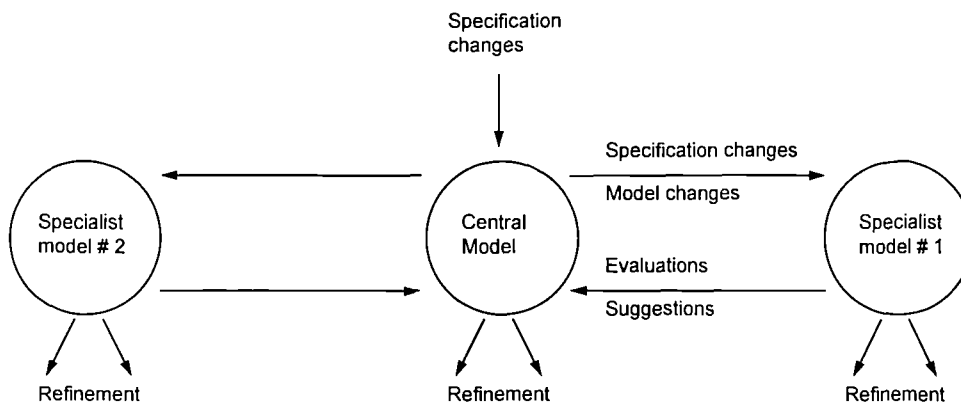 Specification
changes
Specification changes
Model changes
Specialist
model # 2
Central
Model
Specialist
model # 1
Evaluations
Suggestions
Refinement
Refinement
Refinement